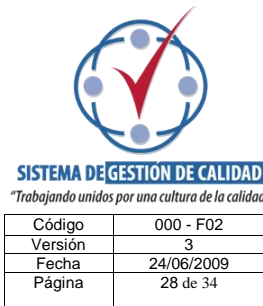 SISTEMA DE GESTIÓN DE CALIDAD
"Trabajando unidos por una cultura de la calidad
Código 000 - F02
Versión 3
Fecha 24/06/2009
Página 28 de 34